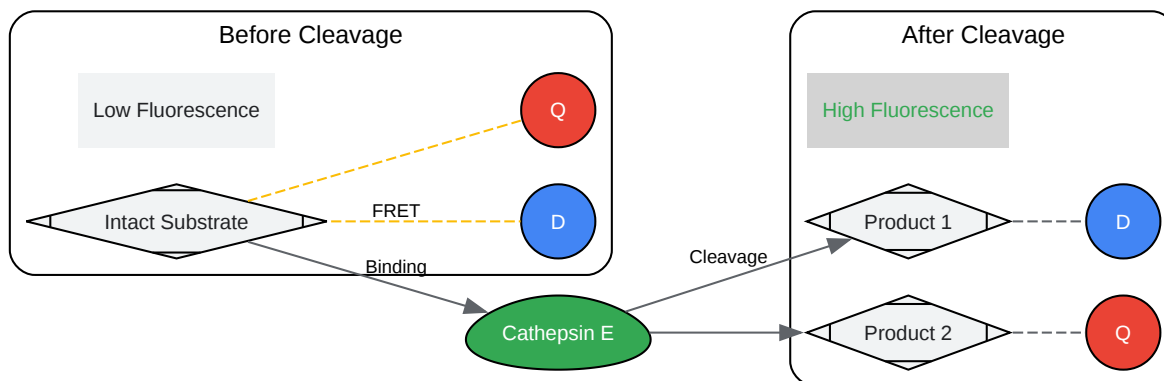 Before Cleavage
Low Fluorescence
Q
Intact Substrate
FRET
D
Binding
Cathepsin E
Cleavage
After Cleavage
High Fluorescence
Product 1
D
Product 2
Q